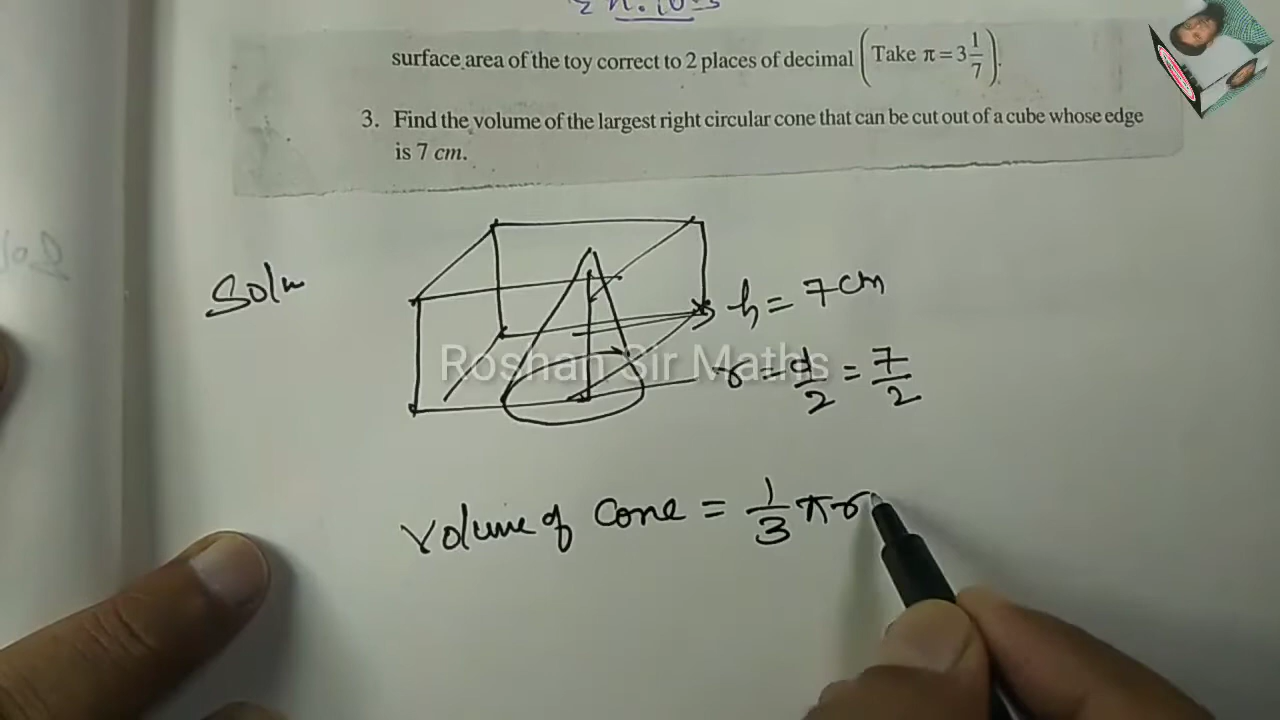 surface area of the toy correct to 2 places of decimal (Take π = 3 1/7).
3. Find the volume of the largest right circular cone that can be cut out of a cube whose edge
is 7 cm.
Soln
h = 7 cm
Roshan Sir Maths
r = d/2 = 7/2
Volume of Cone = 1/3 πr